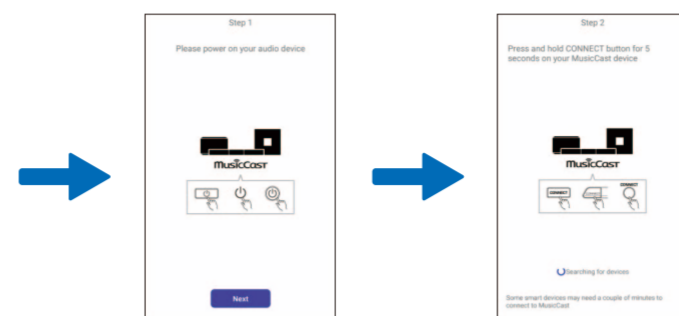 Step 1
Please power on your audio device
MusicCast
Next
Step 2
Press and hold CONNECT button for 5
seconds on your MusicCast device
MusicCast
CONNECT
CONNECT
Searching for devices
Some smart devices may need a couple of minutes to
connect to MusicCast